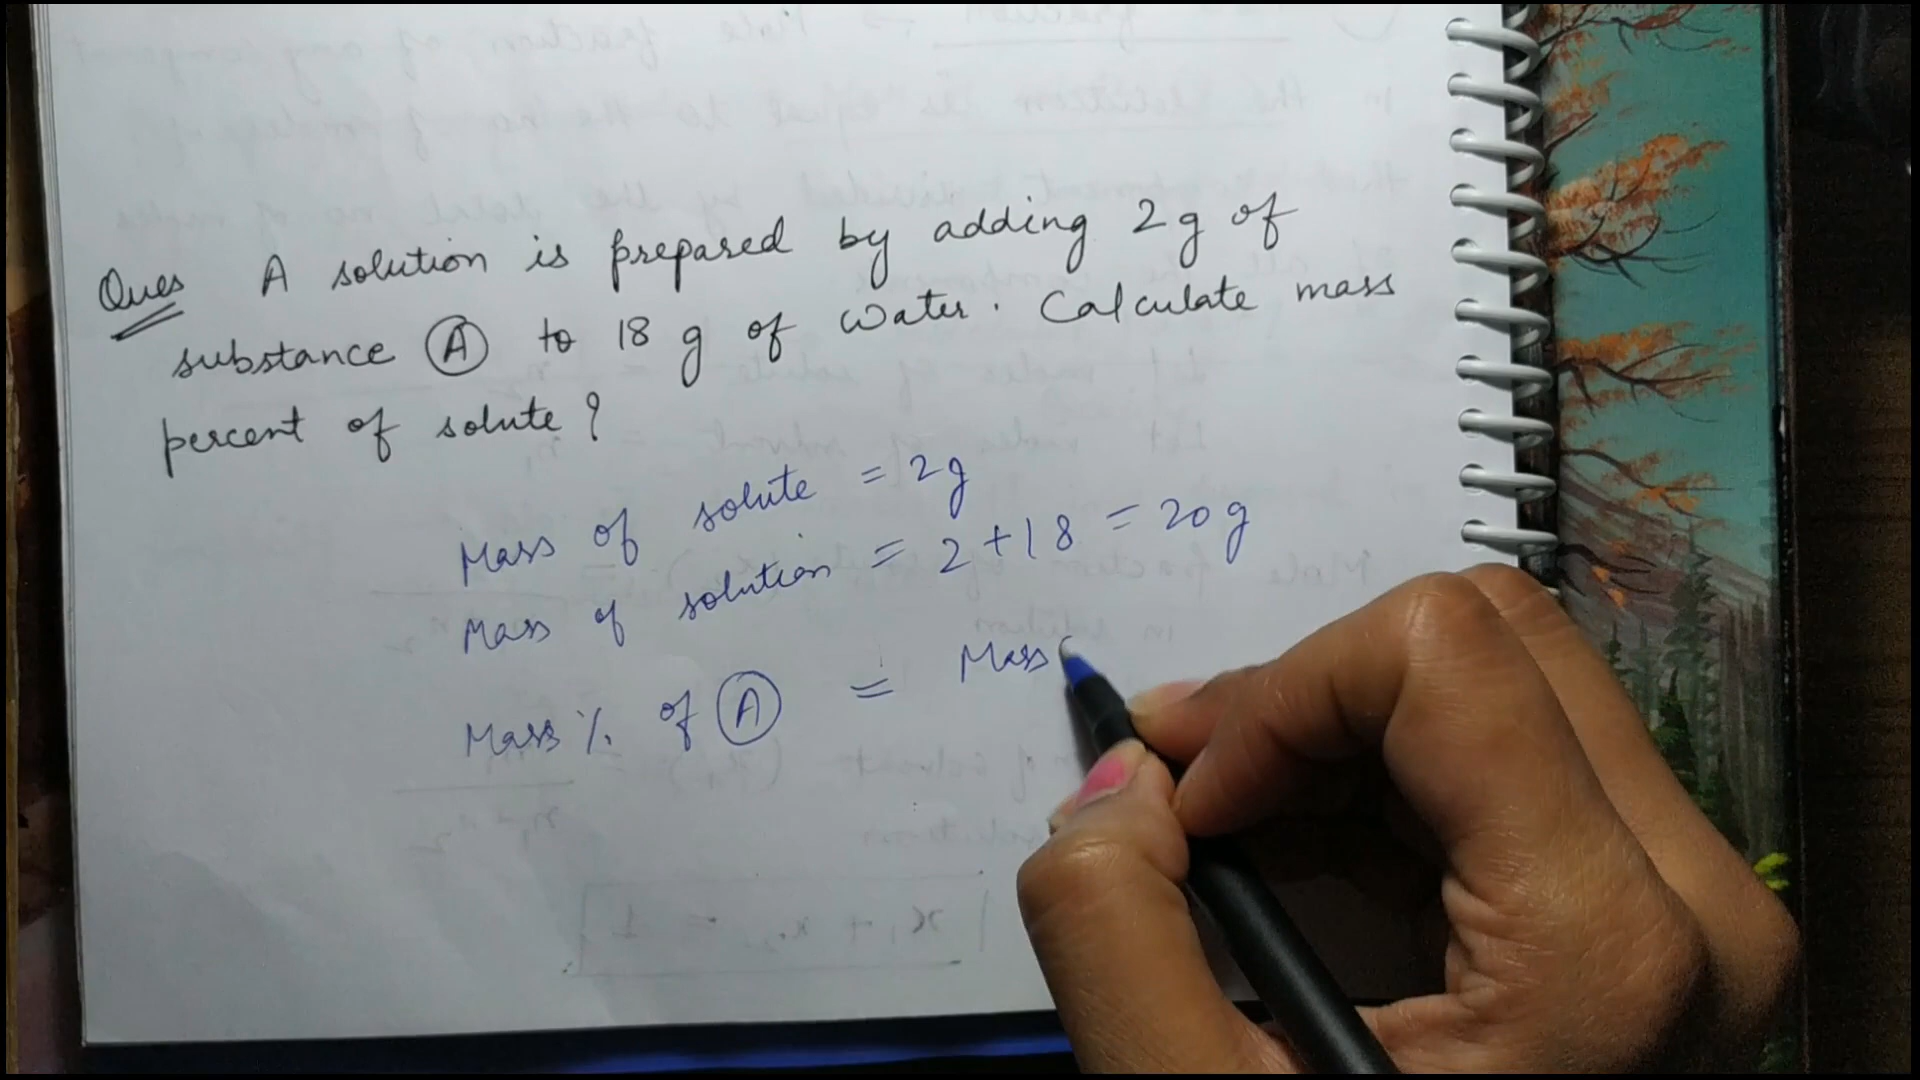 Ques A solution is prepared by adding 2g of
substance A to 18 g of water. Calculate mass
percent of solute?
Mass of solute = 2g
Mass of solution = 2+18 = 20g
Mass % of A = Mass